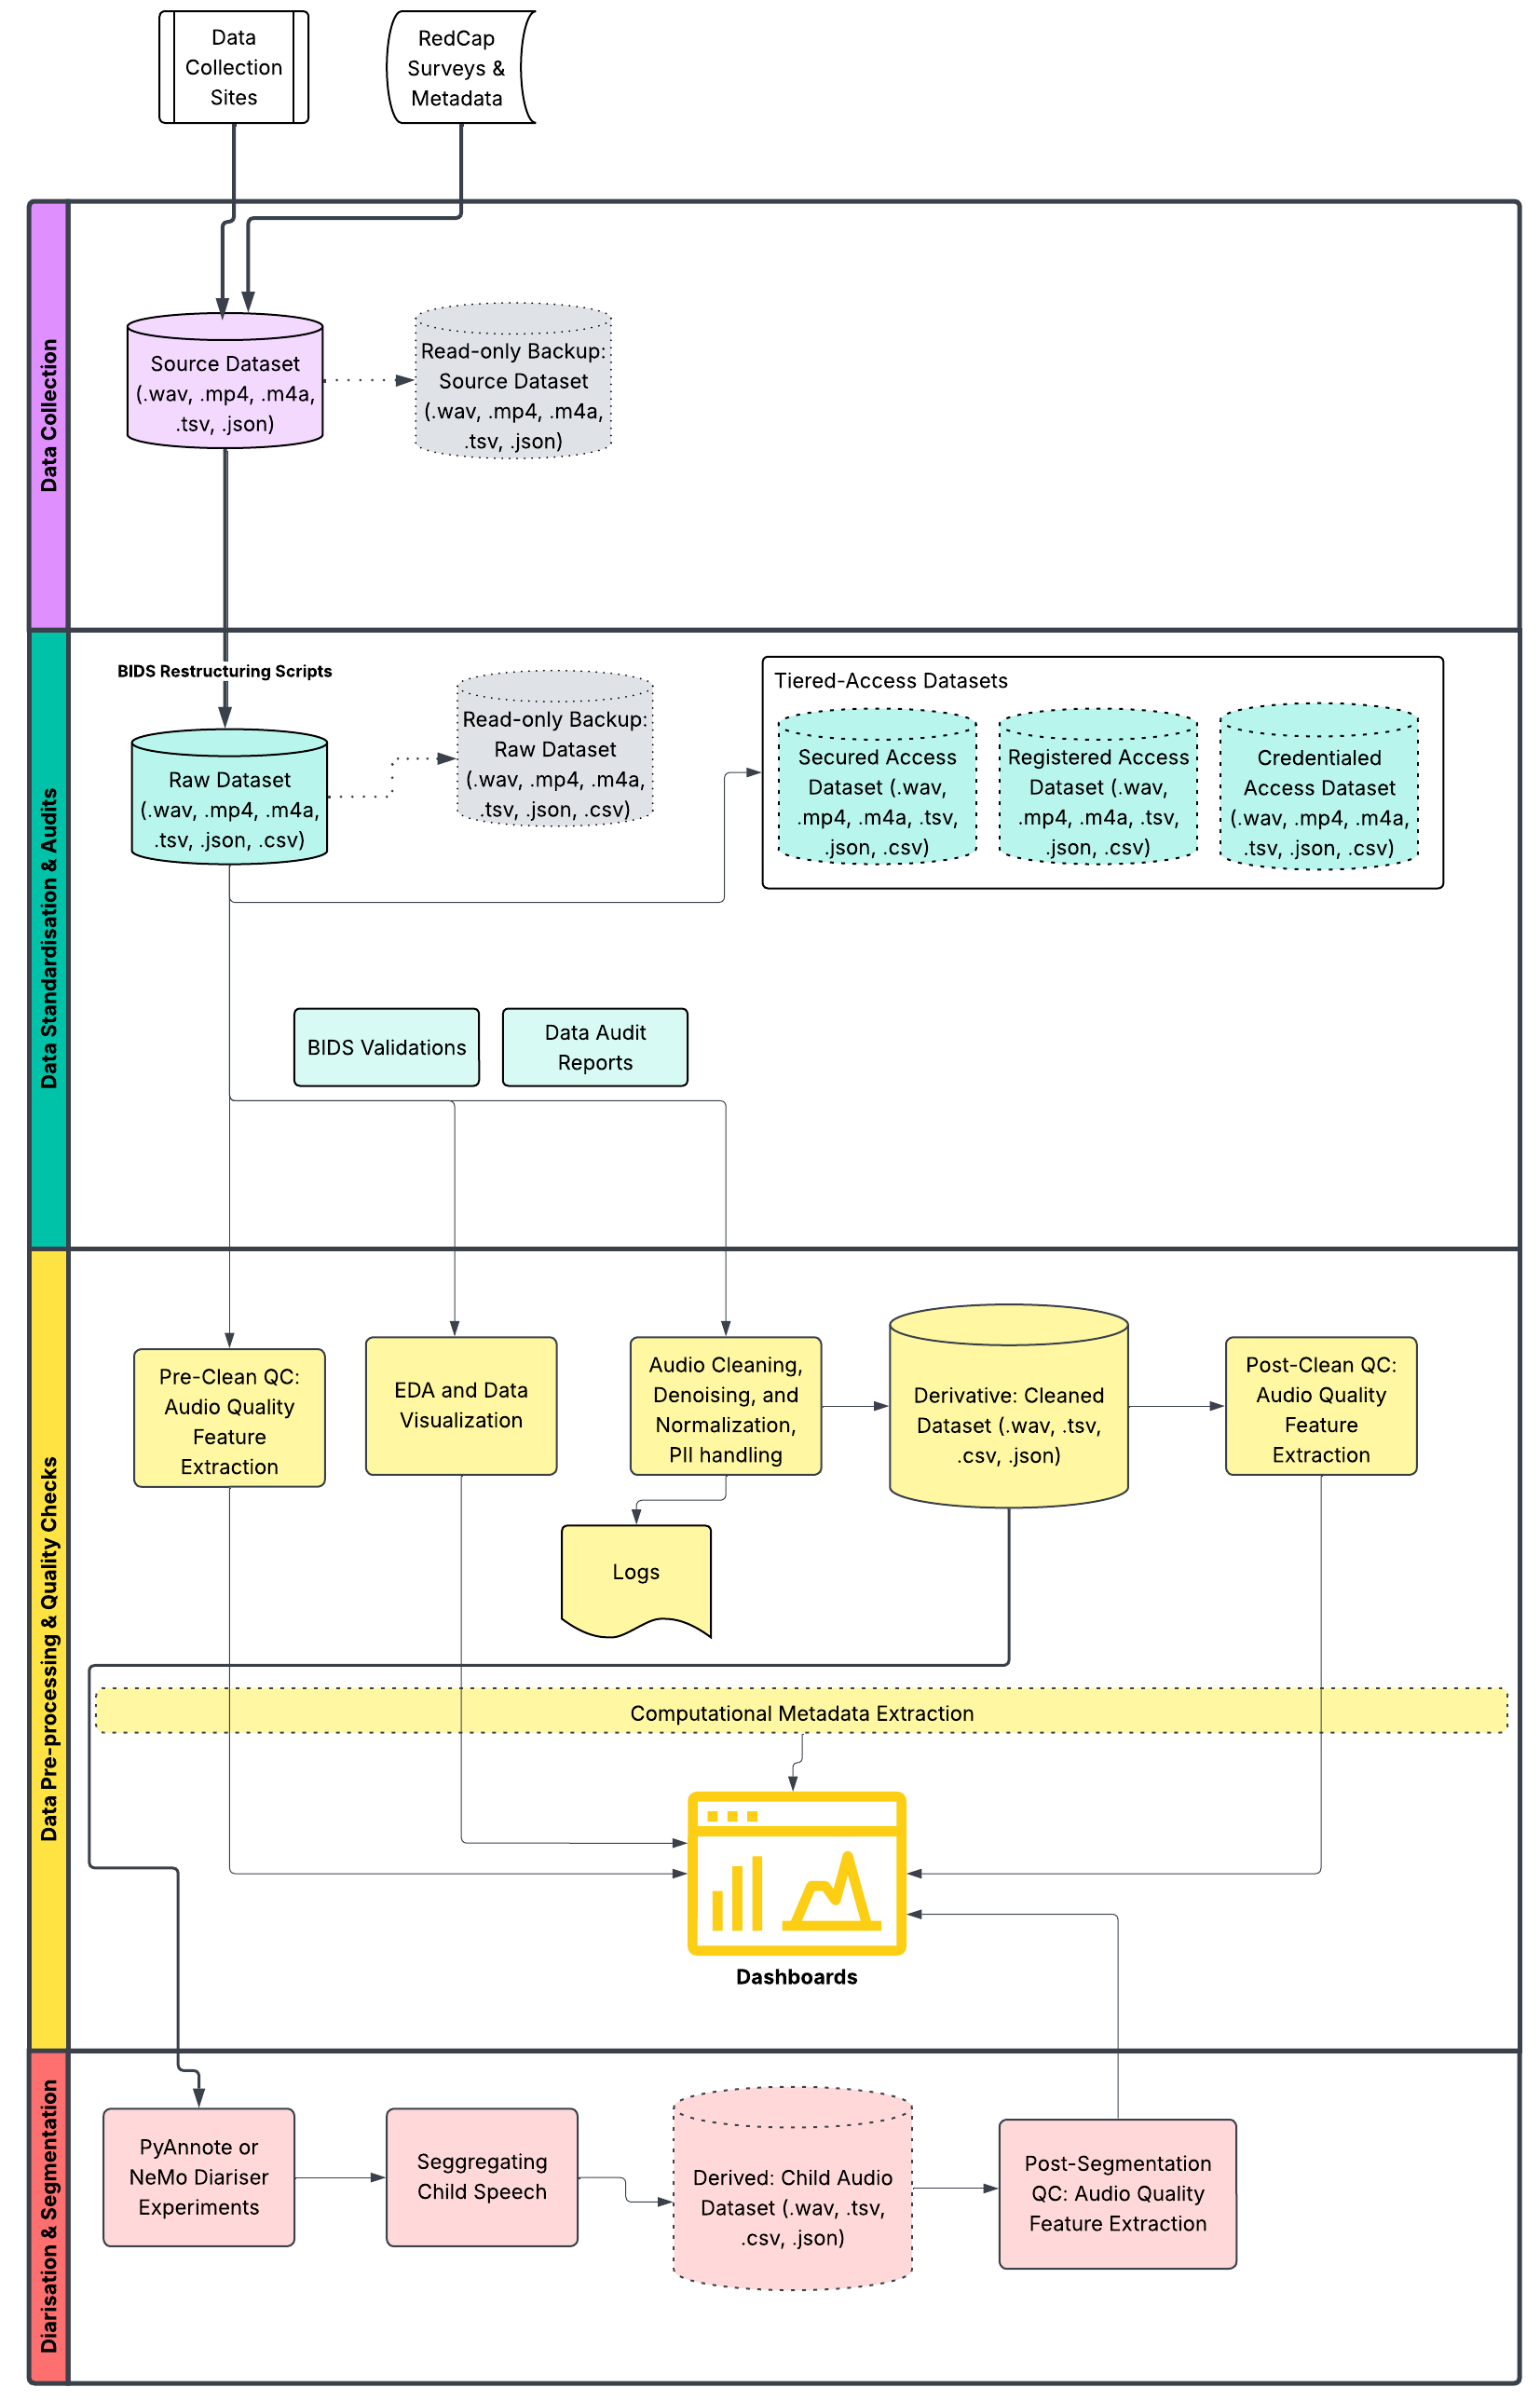 Data
Collection
Sites
RedCap
Surveys &
Metadata
Data Collection
Source Dataset
(.wav, .mp4, .m4a,
.tsv, .json)
Read-only Backup:
Source Dataset
(.wav, .mp4, .m4a,
.tsv, .json)
Data Standardisation & Audits
BIDS Restructuring Scripts
Raw Dataset
(.wav, .mp4, .m4a,
.tsv, .json, .csv)
Read-only Backup:
Raw Dataset
(.wav, .mp4, .m4a,
.tsv, .json, .csv)
Tiered-Access Datasets
Secured Access
Dataset (.wav,
.mp4, .m4a, .tsv,
.json, .csv)
Registered Access
Dataset (.wav,
.mp4, .m4a, .tsv,
.json, .csv)
Credentialed
Access Dataset
(.wav, .mp4, .m4a,
.tsv, .json, .csv)
BIDS Validations
Data Audit
Reports
Data Pre-processing & Quality Checks
Pre-Clean QC:
Audio Quality
Feature
Extraction
EDA and Data
Visualization
Audio Cleaning,
Denoising, and
Normalization,
PII handling
Derivative: Cleaned
Dataset (.wav, .tsv,
.csv, .json)
Post-Clean QC:
Audio Quality
Feature
Extraction
Logs
Computational Metadata Extraction
Dashboards
Diarisation & Segmentation
PyAnnote or
NeMo Diariser
Experiments
Seggregating
Child Speech
Derived: Child Audio
Dataset (.wav, .tsv,
.csv, .json)
Post-Segmentation
QC: Audio Quality
Feature Extraction